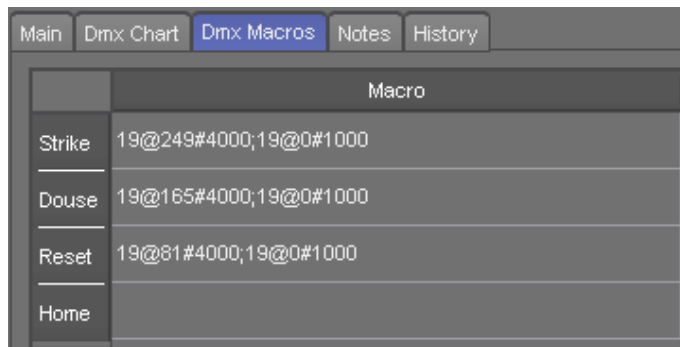 Main Dmx Chart Dmx Macros Notes History
Macro
Strike 19@249#4000;19@0#1000
Douse 19@165#4000;19@0#1000
Reset 19@81#4000;19@0#1000
Home